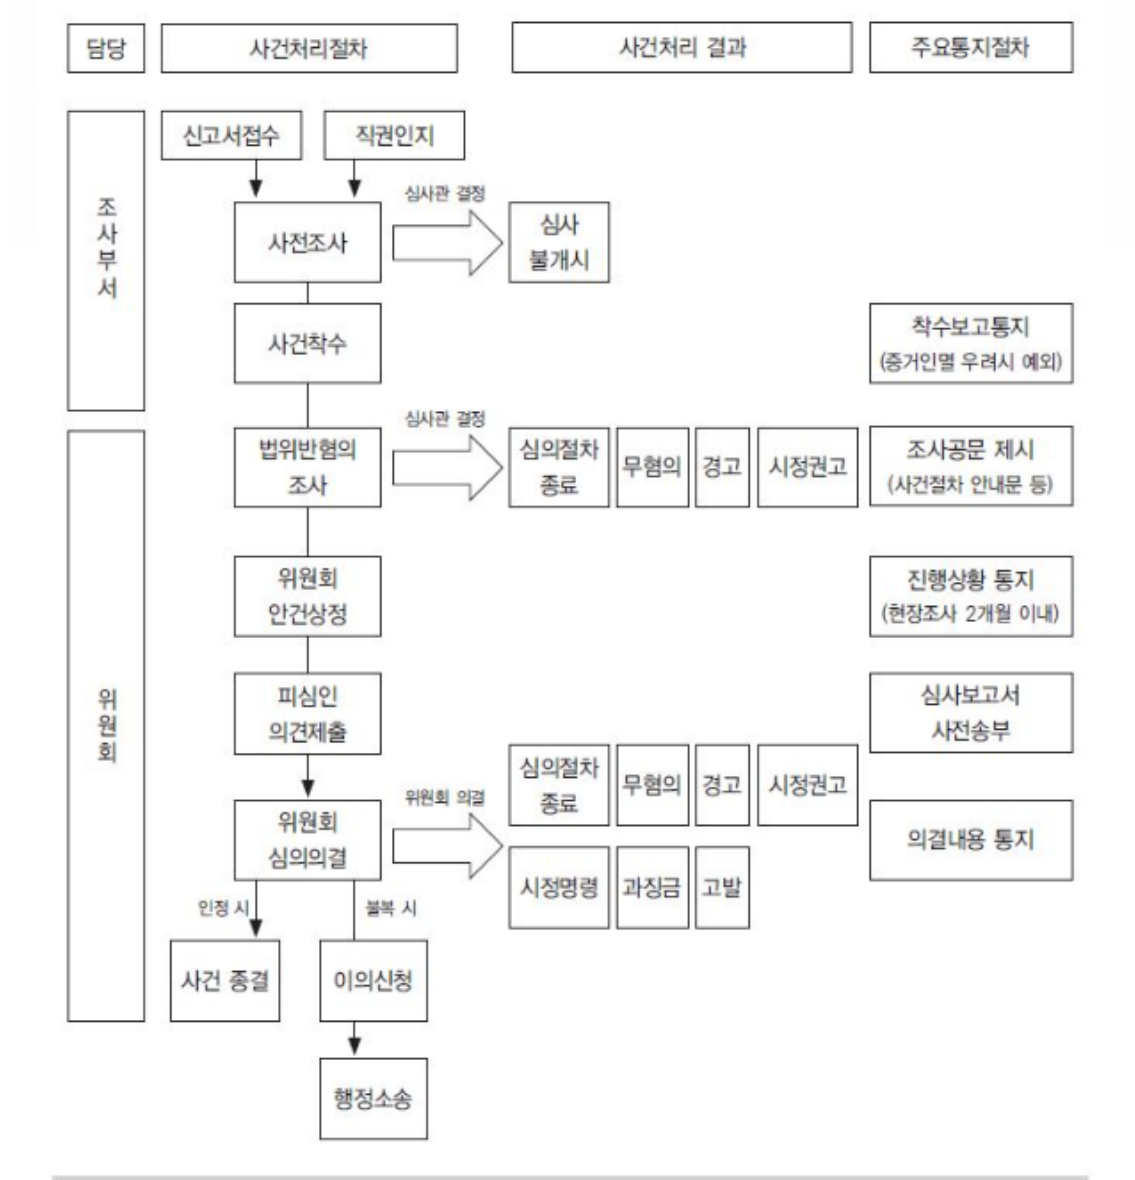 담당
사건처리절차
사건처리 결과
주요통지절차
조사부서
신고서접수
직권인지
사전조사
심사관 결정
심사
불개시
사건착수
착수보고통지
(증거인멸 우려시 예외)
위원회
법위반혐의
조사
심사관 결정
심의절차
종료
무혐의
경고
시정권고
조사공문 제시
(사건절차 안내문 등)
위원회
안건상정
진행상황 통지
(현장조사 2개월 이내)
피심인
의견제출
심사보고서
사전송부
위원회
심의의결
위원회 의결
심의절차
종료
무혐의
경고
시정권고
시정명령
과징금
고발
의결내용 통지
인정 시
불복 시
사건 종결
이의신청
행정소송